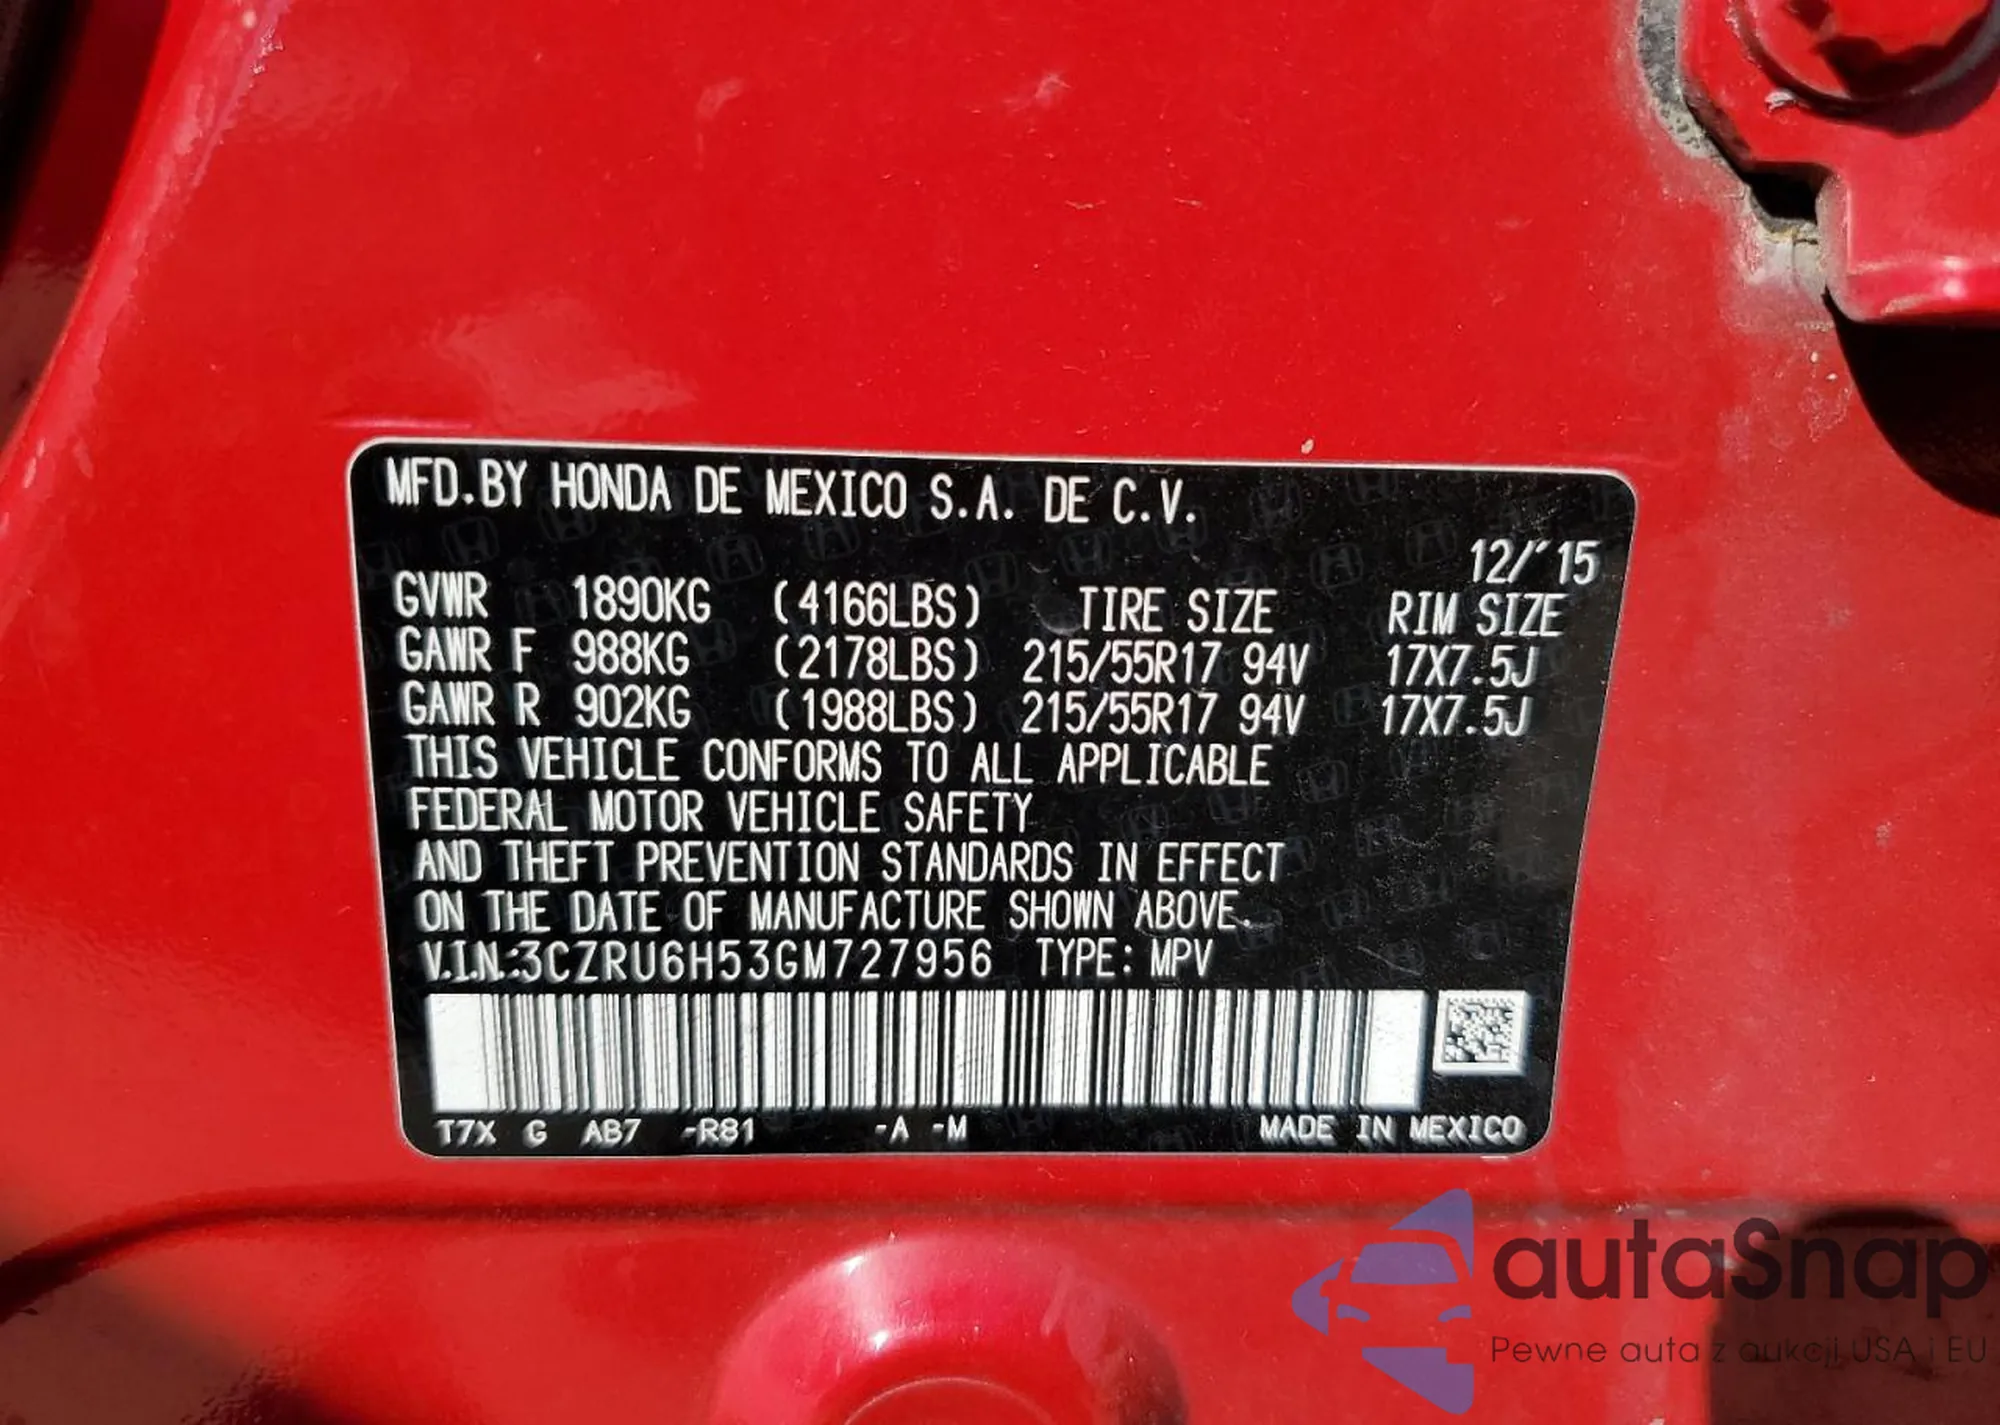 MFD.BY HONDA DE MEXICO S.A. DE C.V.
12/'15
GVWR 1890KG (4166LBS) TIRE SIZE RIM SIZE
GAWR F 988KG (2178LBS) 215/55R17 94V 17X7.5J
GAWR R 902KG (1988LBS) 215/55R17 94V 17X7.5J
THIS VEHICLE CONFORMS TO ALL APPLICABLE
FEDERAL MOTOR VEHICLE SAFETY
AND THEFT PREVENTION STANDARDS IN EFFECT
ON THE DATE OF MANUFACTURE SHOWN ABOVE.
V.I.N.:3CZRU6H53GM727956 TYPE: MPV
T7X G AB7 -R81 -A -M MADE IN MEXICO
autaSnap
Pewne auta z aukcji USA i EU